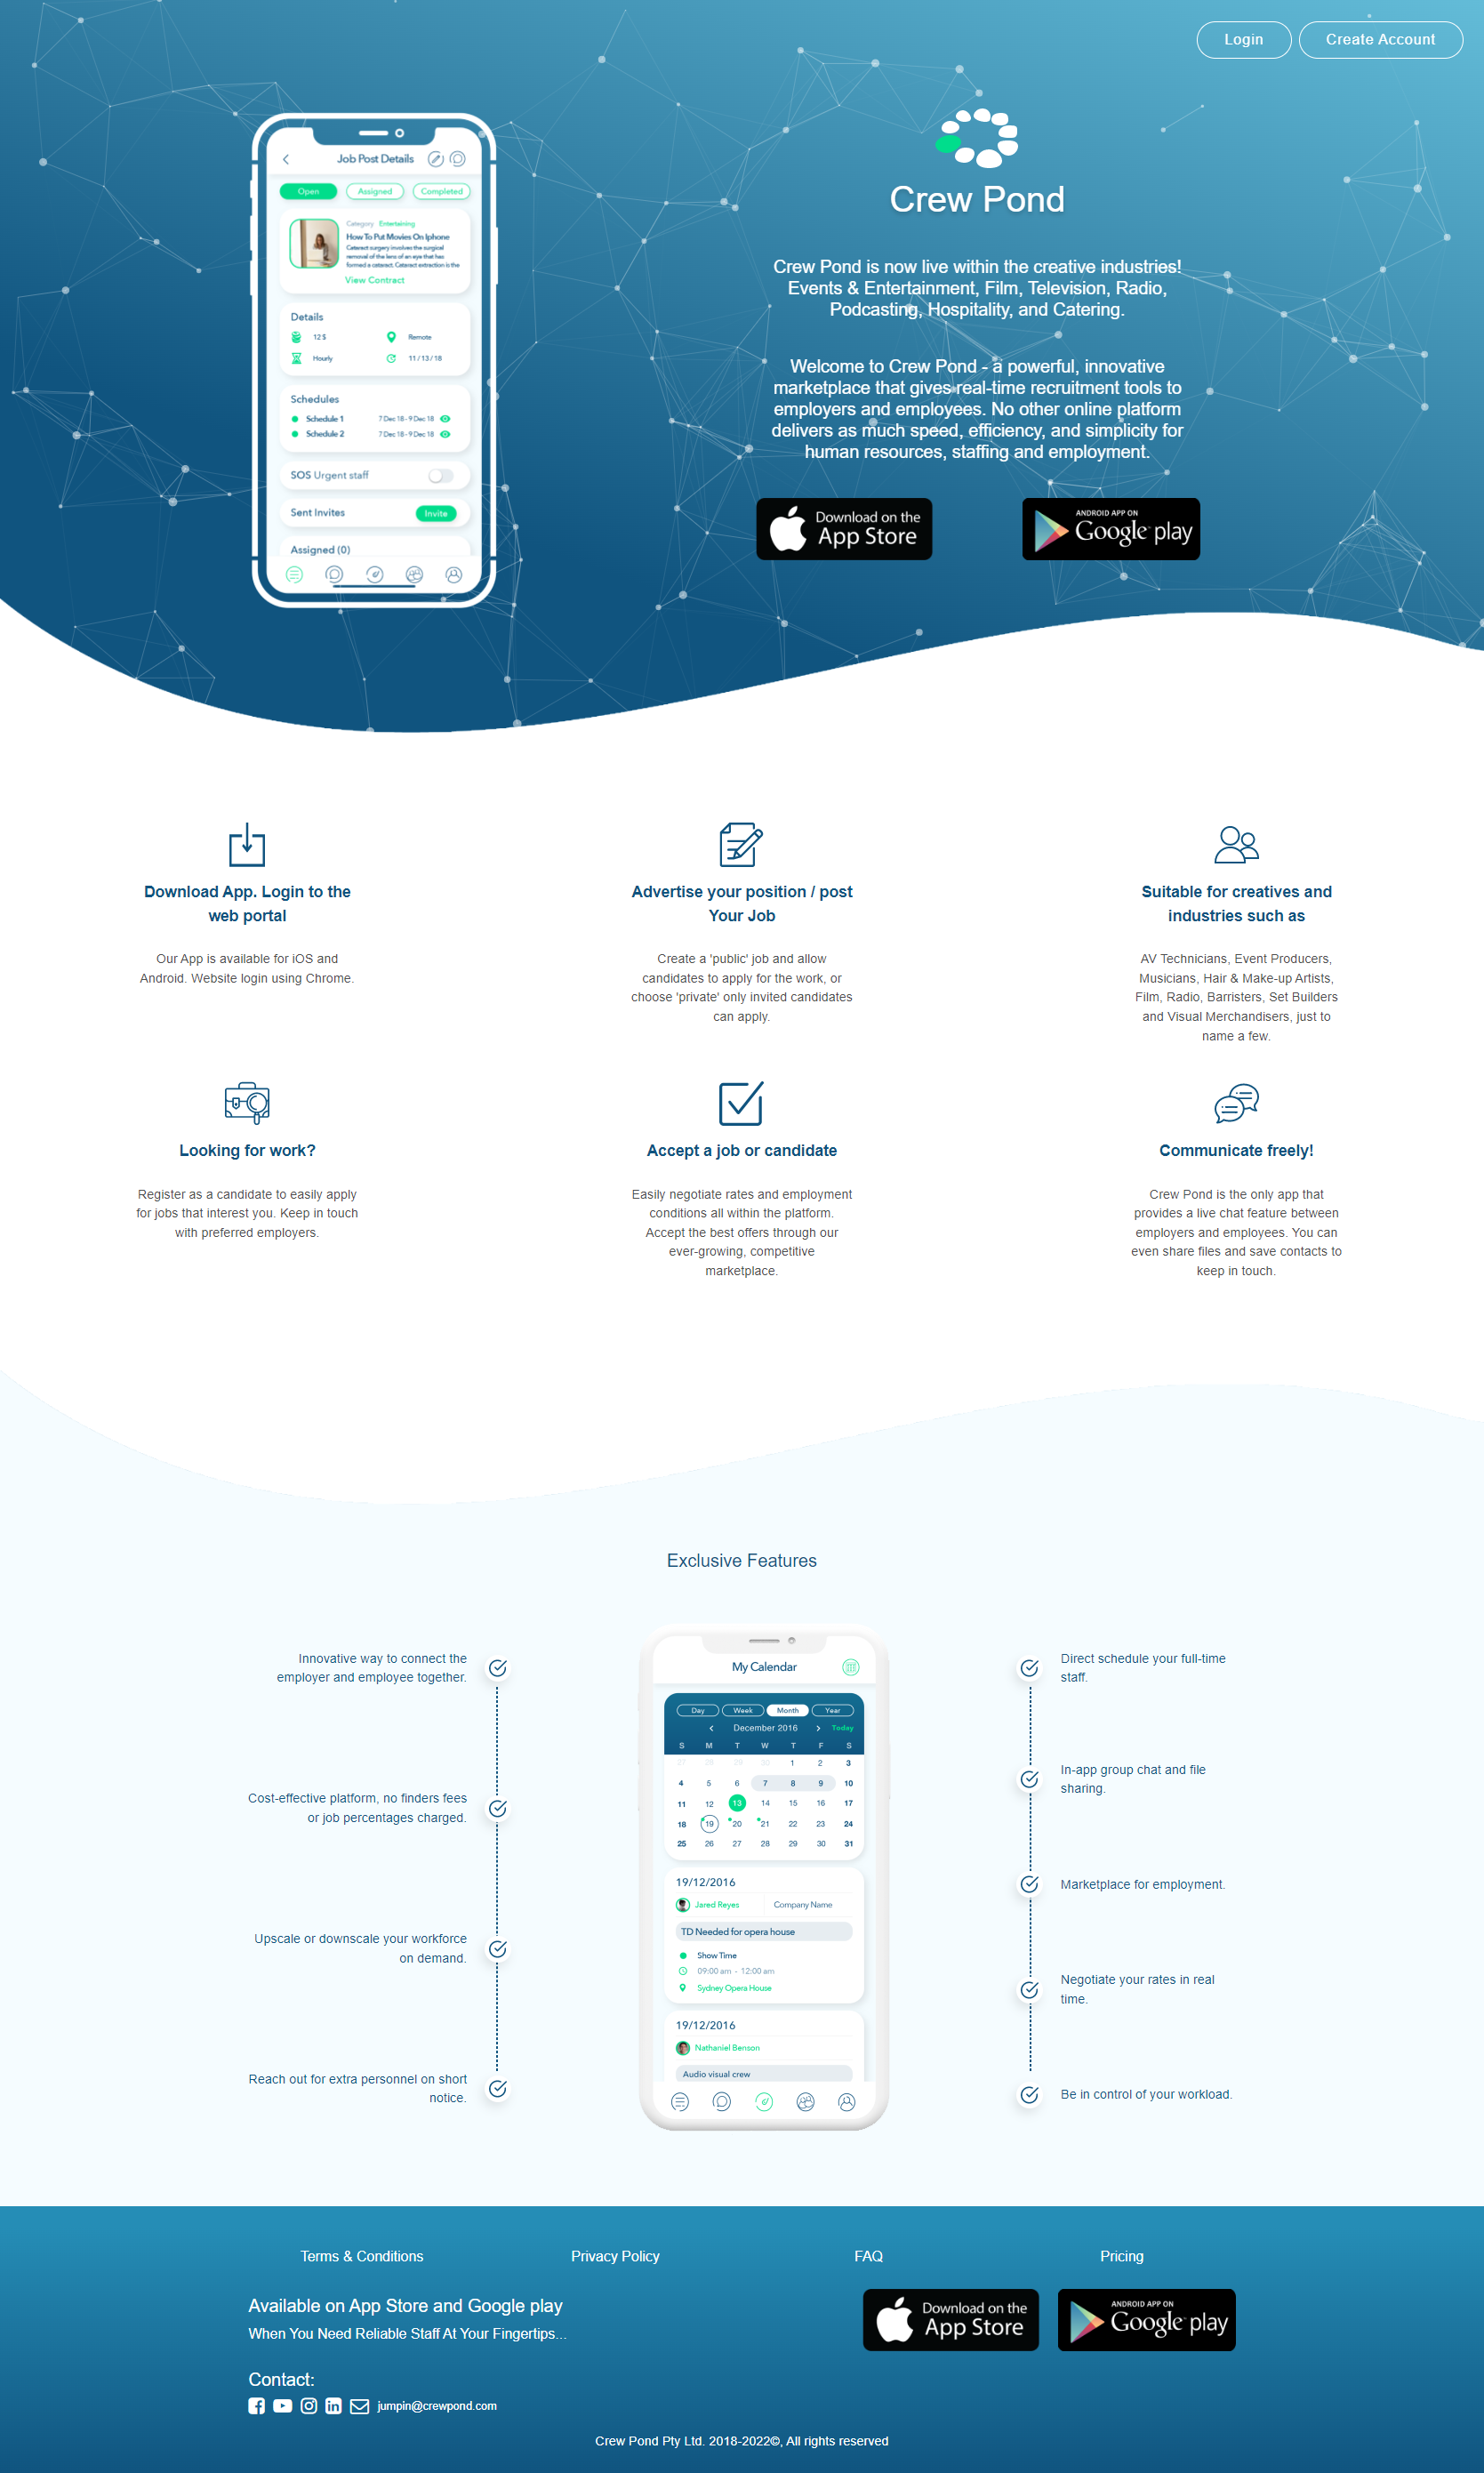 Login
Create Account
Job Post Details
Open
Assigned
Completed
Category Entertaining
How To Put Movies On Iphone
Cataract surgery involves the surgical
removal of the lens of an eye that has
formed a cataract. Cataract extraction is the
View Contract
Details
12 $
Remote
Hourly
11 / 13 / 18
Schedules
Schedule 1
7 Dec 18 - 9 Dec 18
Schedule 2
7 Dec 18 - 9 Dec 18
SOS Urgent staff
Sent Invites
Invite
Assigned (0)
Crew Pond
Crew Pond is now live within the creative industries!
Events & Entertainment, Film, Television, Radio,
Podcasting, Hospitality, and Catering.
Welcome to Crew Pond - a powerful, innovative
marketplace that gives real-time recruitment tools to
employers and employees. No other online platform
delivers as much speed, efficiency, and simplicity for
human resources, staffing and employment.
Download on the
App Store
ANDROID APP ON
Google play
Download App. Login to the
web portal
Our App is available for iOS and
Android. Website login using Chrome.
Advertise your position / post
Your Job
Create a 'public' job and allow
candidates to apply for the work, or
choose 'private' only invited candidates
can apply.
Suitable for creatives and
industries such as
AV Technicians, Event Producers,
Musicians, Hair & Make-up Artists,
Film, Radio, Barristers, Set Builders
and Visual Merchandisers, just to
name a few.
Looking for work?
Register as a candidate to easily apply
for jobs that interest you. Keep in touch
with preferred employers.
Accept a job or candidate
Easily negotiate rates and employment
conditions all within the platform.
Accept the best offers through our
ever-growing, competitive
marketplace.
Communicate freely!
Crew Pond is the only app that
provides a live chat feature between
employers and employees. You can
even share files and save contacts to
keep in touch.
Exclusive Features
Innovative way to connect the
employer and employee together.
Cost-effective platform, no finders fees
or job percentages charged.
Upscale or downscale your workforce
on demand.
Reach out for extra personnel on short
notice.
My Calendar
Day
Week
Month
Year
December 2016
Today
S M T W T F S
27 28 29 30 1 2 3
4 5 6 7 8 9 10
11 12 13 14 15 16 17
18 19 20 21 22 23 24
25 26 27 28 29 30 31
19/12/2016
Jared Reyes
Company Name
TD Needed for opera house
Show Time
09:00 am - 12:00 am
Sydney Opera House
19/12/2016
Nathaniel Benson
Audio visual crew
Direct schedule your full-time
staff.
In-app group chat and file
sharing.
Marketplace for employment.
Negotiate your rates in real
time.
Be in control of your workload.
Terms & Conditions
Privacy Policy
FAQ
Pricing
Available on App Store and Google play
When You Need Reliable Staff At Your Fingertips...
Download on the
App Store
ANDROID APP ON
Google play
Contact:
jumpin@crewpond.com
Crew Pond Pty Ltd. 2018-2022©, All rights reserved